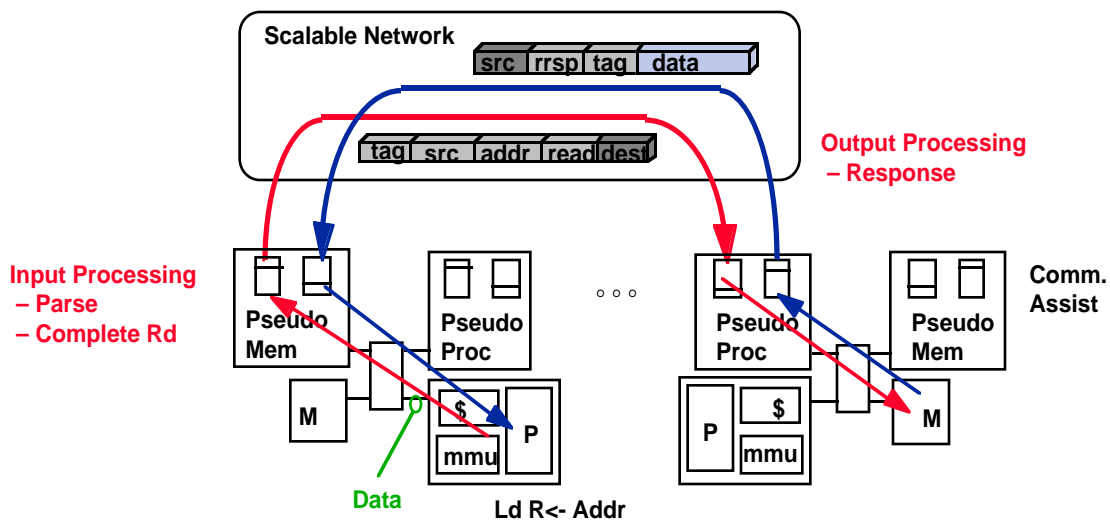 Scalable Network
src rrsp tag data
tag src addr read dest
Output Processing
– Response
Input Processing
– Parse
– Complete Rd
Comm.
Assist
Pseudo
Mem
Pseudo
Proc
Pseudo
Proc
Pseudo
Mem
M
$
P
mmu
P
$
mmu
M
Data
Ld R<- Addr